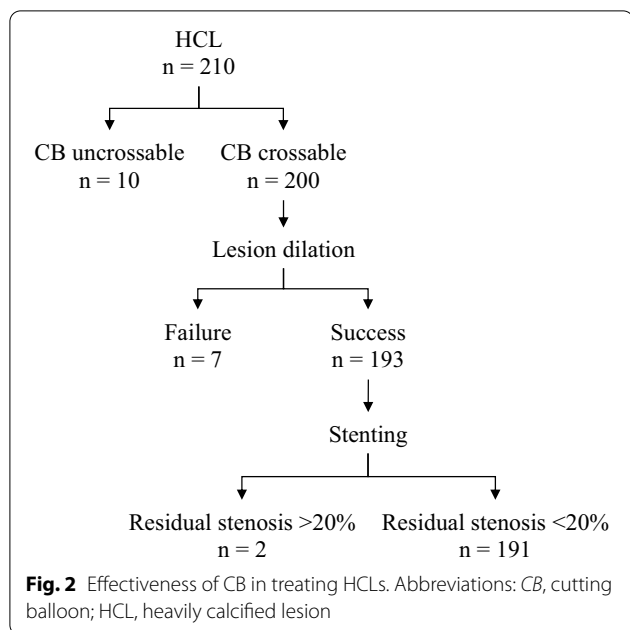 HCL
n = 210
CB uncrossable CB crossable
n = 10 n = 200
Lesion dilation
Failure Success
n = 7 n = 193
Stenting
Residual stenosis >20% Residual stenosis <20%
n = 2 n = 191
Fig. 2 Effectiveness of CB in treating HCLs. Abbreviations: CB, cutting
balloon; HCL, heavily calcified lesion